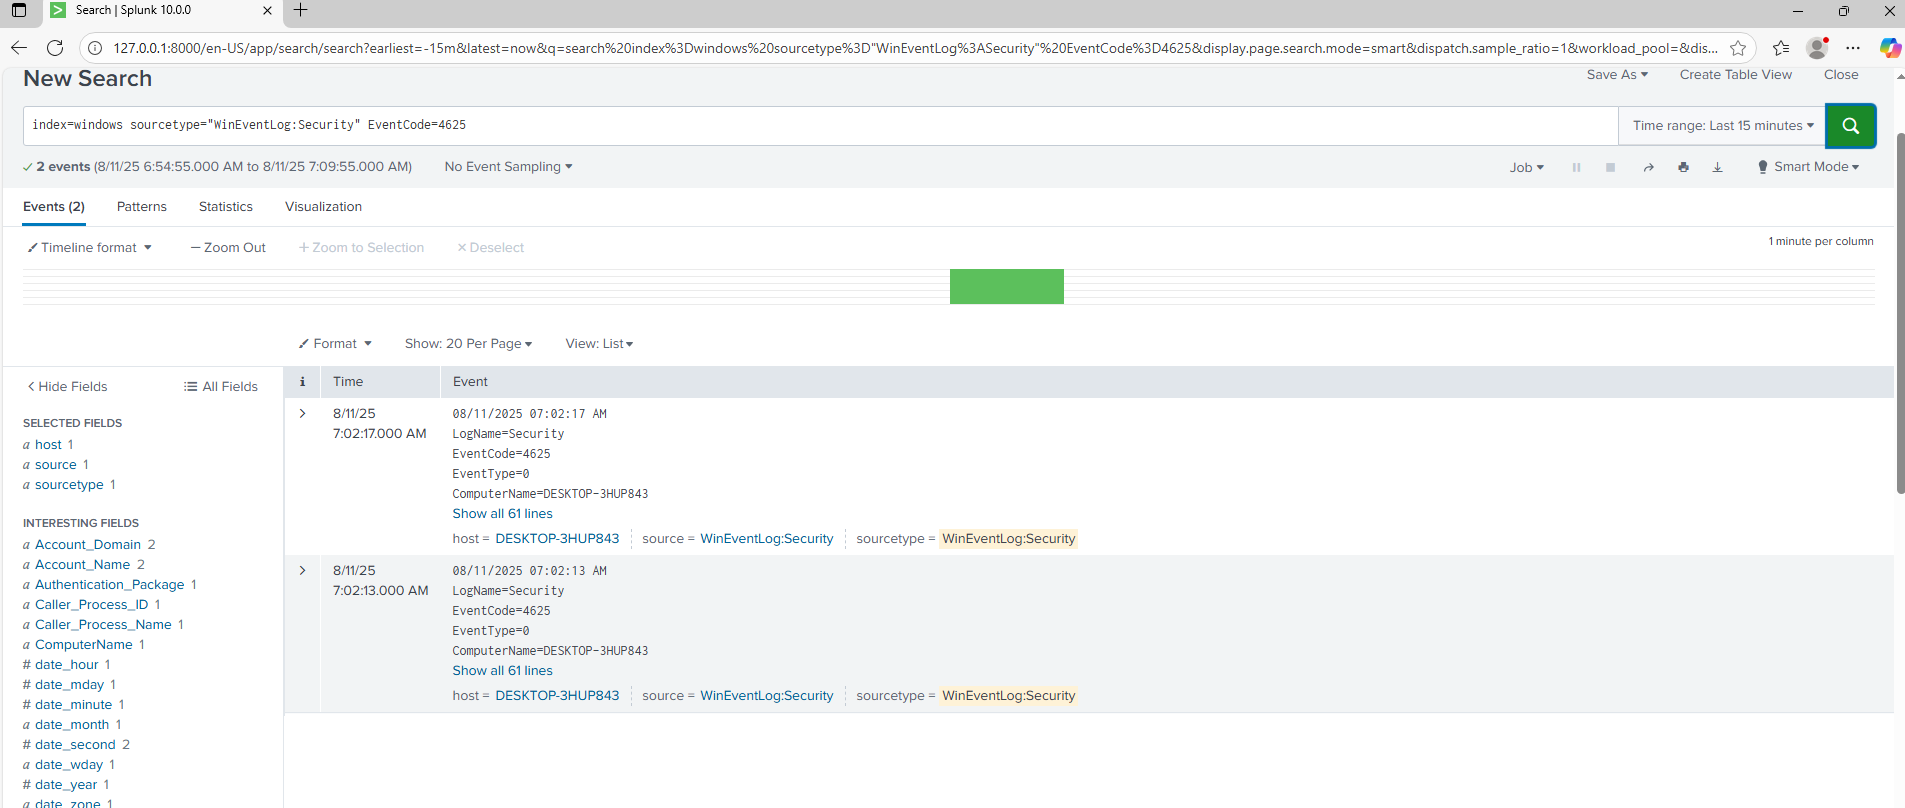 Search | Splunk 10.0.0
127.0.0.1:8000/en-US/app/search/search?earliest=-15m&latest=now&q=search%20index%3Dwindows%20sourcetype%3D"WinEventLog%3ASecurity"%20EventCode%3D4625&display.page.search.mode=smart&dispatch.sample_ratio=1&workload_pool=&dis...
New Search
Save As Create Table View Close
index=windows sourcetype="WinEventLog:Security" EventCode=4625
Time range: Last 15 minutes
2 events (8/11/25 6:54:55.000 AM to 8/11/25 7:09:55.000 AM) No Event Sampling
Job Smart Mode
Events (2) Patterns Statistics Visualization
Timeline format — Zoom Out + Zoom to Selection × Deselect
1 minute per column
Format Show: 20 Per Page View: List
< Hide Fields All Fields
i Time Event
SELECTED FIELDS
a host 1
a source 1
a sourcetype 1
INTERESTING FIELDS
a Account_Domain 2
a Account_Name 2
a Authentication_Package 1
a Caller_Process_ID 1
a Caller_Process_Name 1
a ComputerName 1
# date_hour 1
# date_mday 1
# date_minute 1
a date_month 1
# date_second 2
a date_wday 1
# date_year 1
a date_zone 1
> 8/11/25
7:02:17.000 AM
08/11/2025 07:02:17 AM
LogName=Security
EventCode=4625
EventType=0
ComputerName=DESKTOP-3HUP843
Show all 61 lines
host = DESKTOP-3HUP843 source = WinEventLog:Security sourcetype = WinEventLog:Security
> 8/11/25
7:02:13.000 AM
08/11/2025 07:02:13 AM
LogName=Security
EventCode=4625
EventType=0
ComputerName=DESKTOP-3HUP843
Show all 61 lines
host = DESKTOP-3HUP843 source = WinEventLog:Security sourcetype = WinEventLog:Security